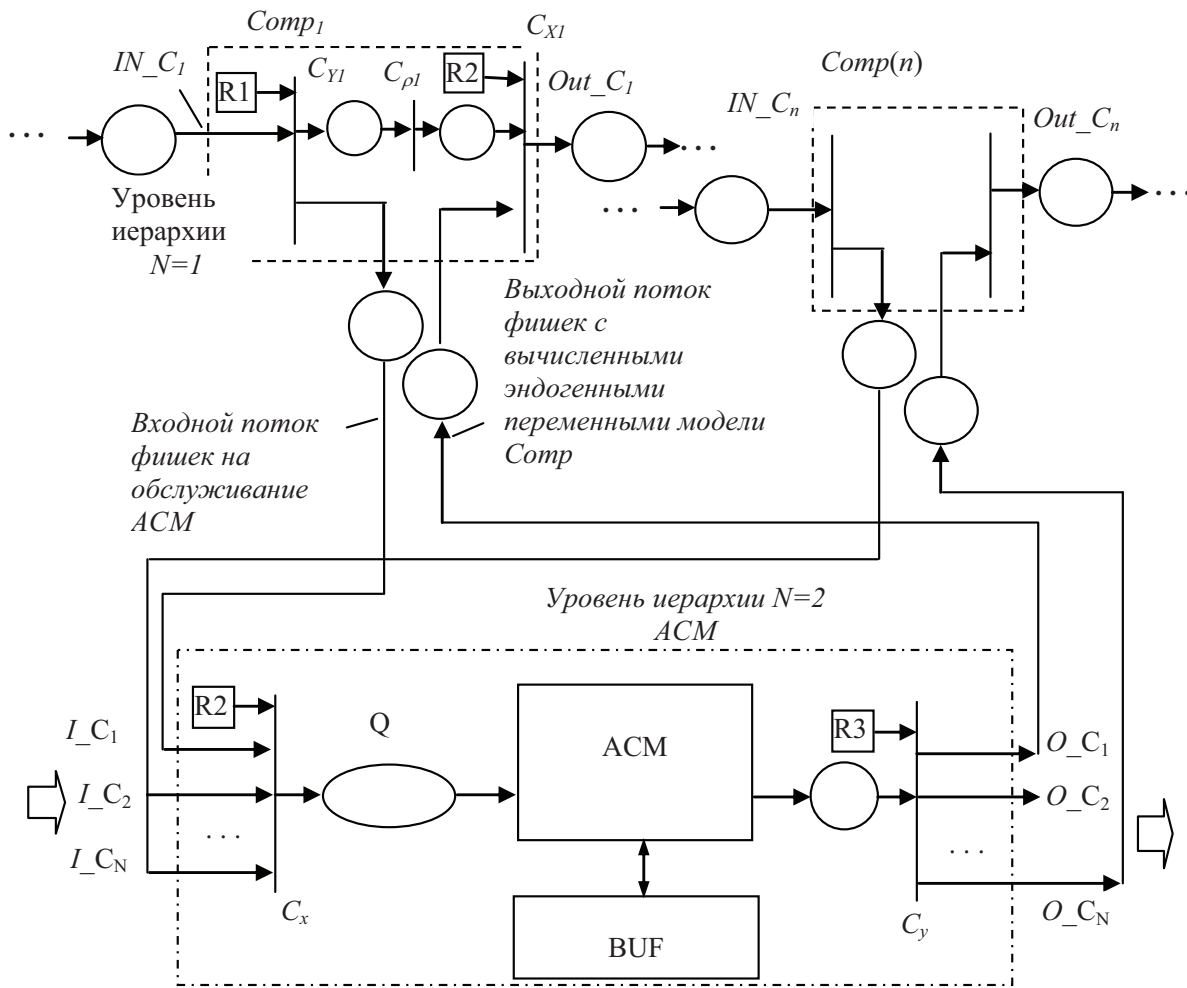 Comp1
CX1
IN_C1
CY1
Cρ1
R1
R2
Out_C1
Comp(n)
IN_Cn
Out_Cn
. . .
. . .
. . .
. . .
Уровень
иерархии
N=1
Выходной поток
фишек с
вычисленными
эндогенными
переменными модели
Comp
Входной поток
фишек на
обслуживание
АСМ
Уровень иерархии N=2
АСМ
R2
Q
АСМ
R3
I_C1
I_C2
. . .
I_CN
O_C1
O_C2
. . .
O_CN
Cx
BUF
Cy